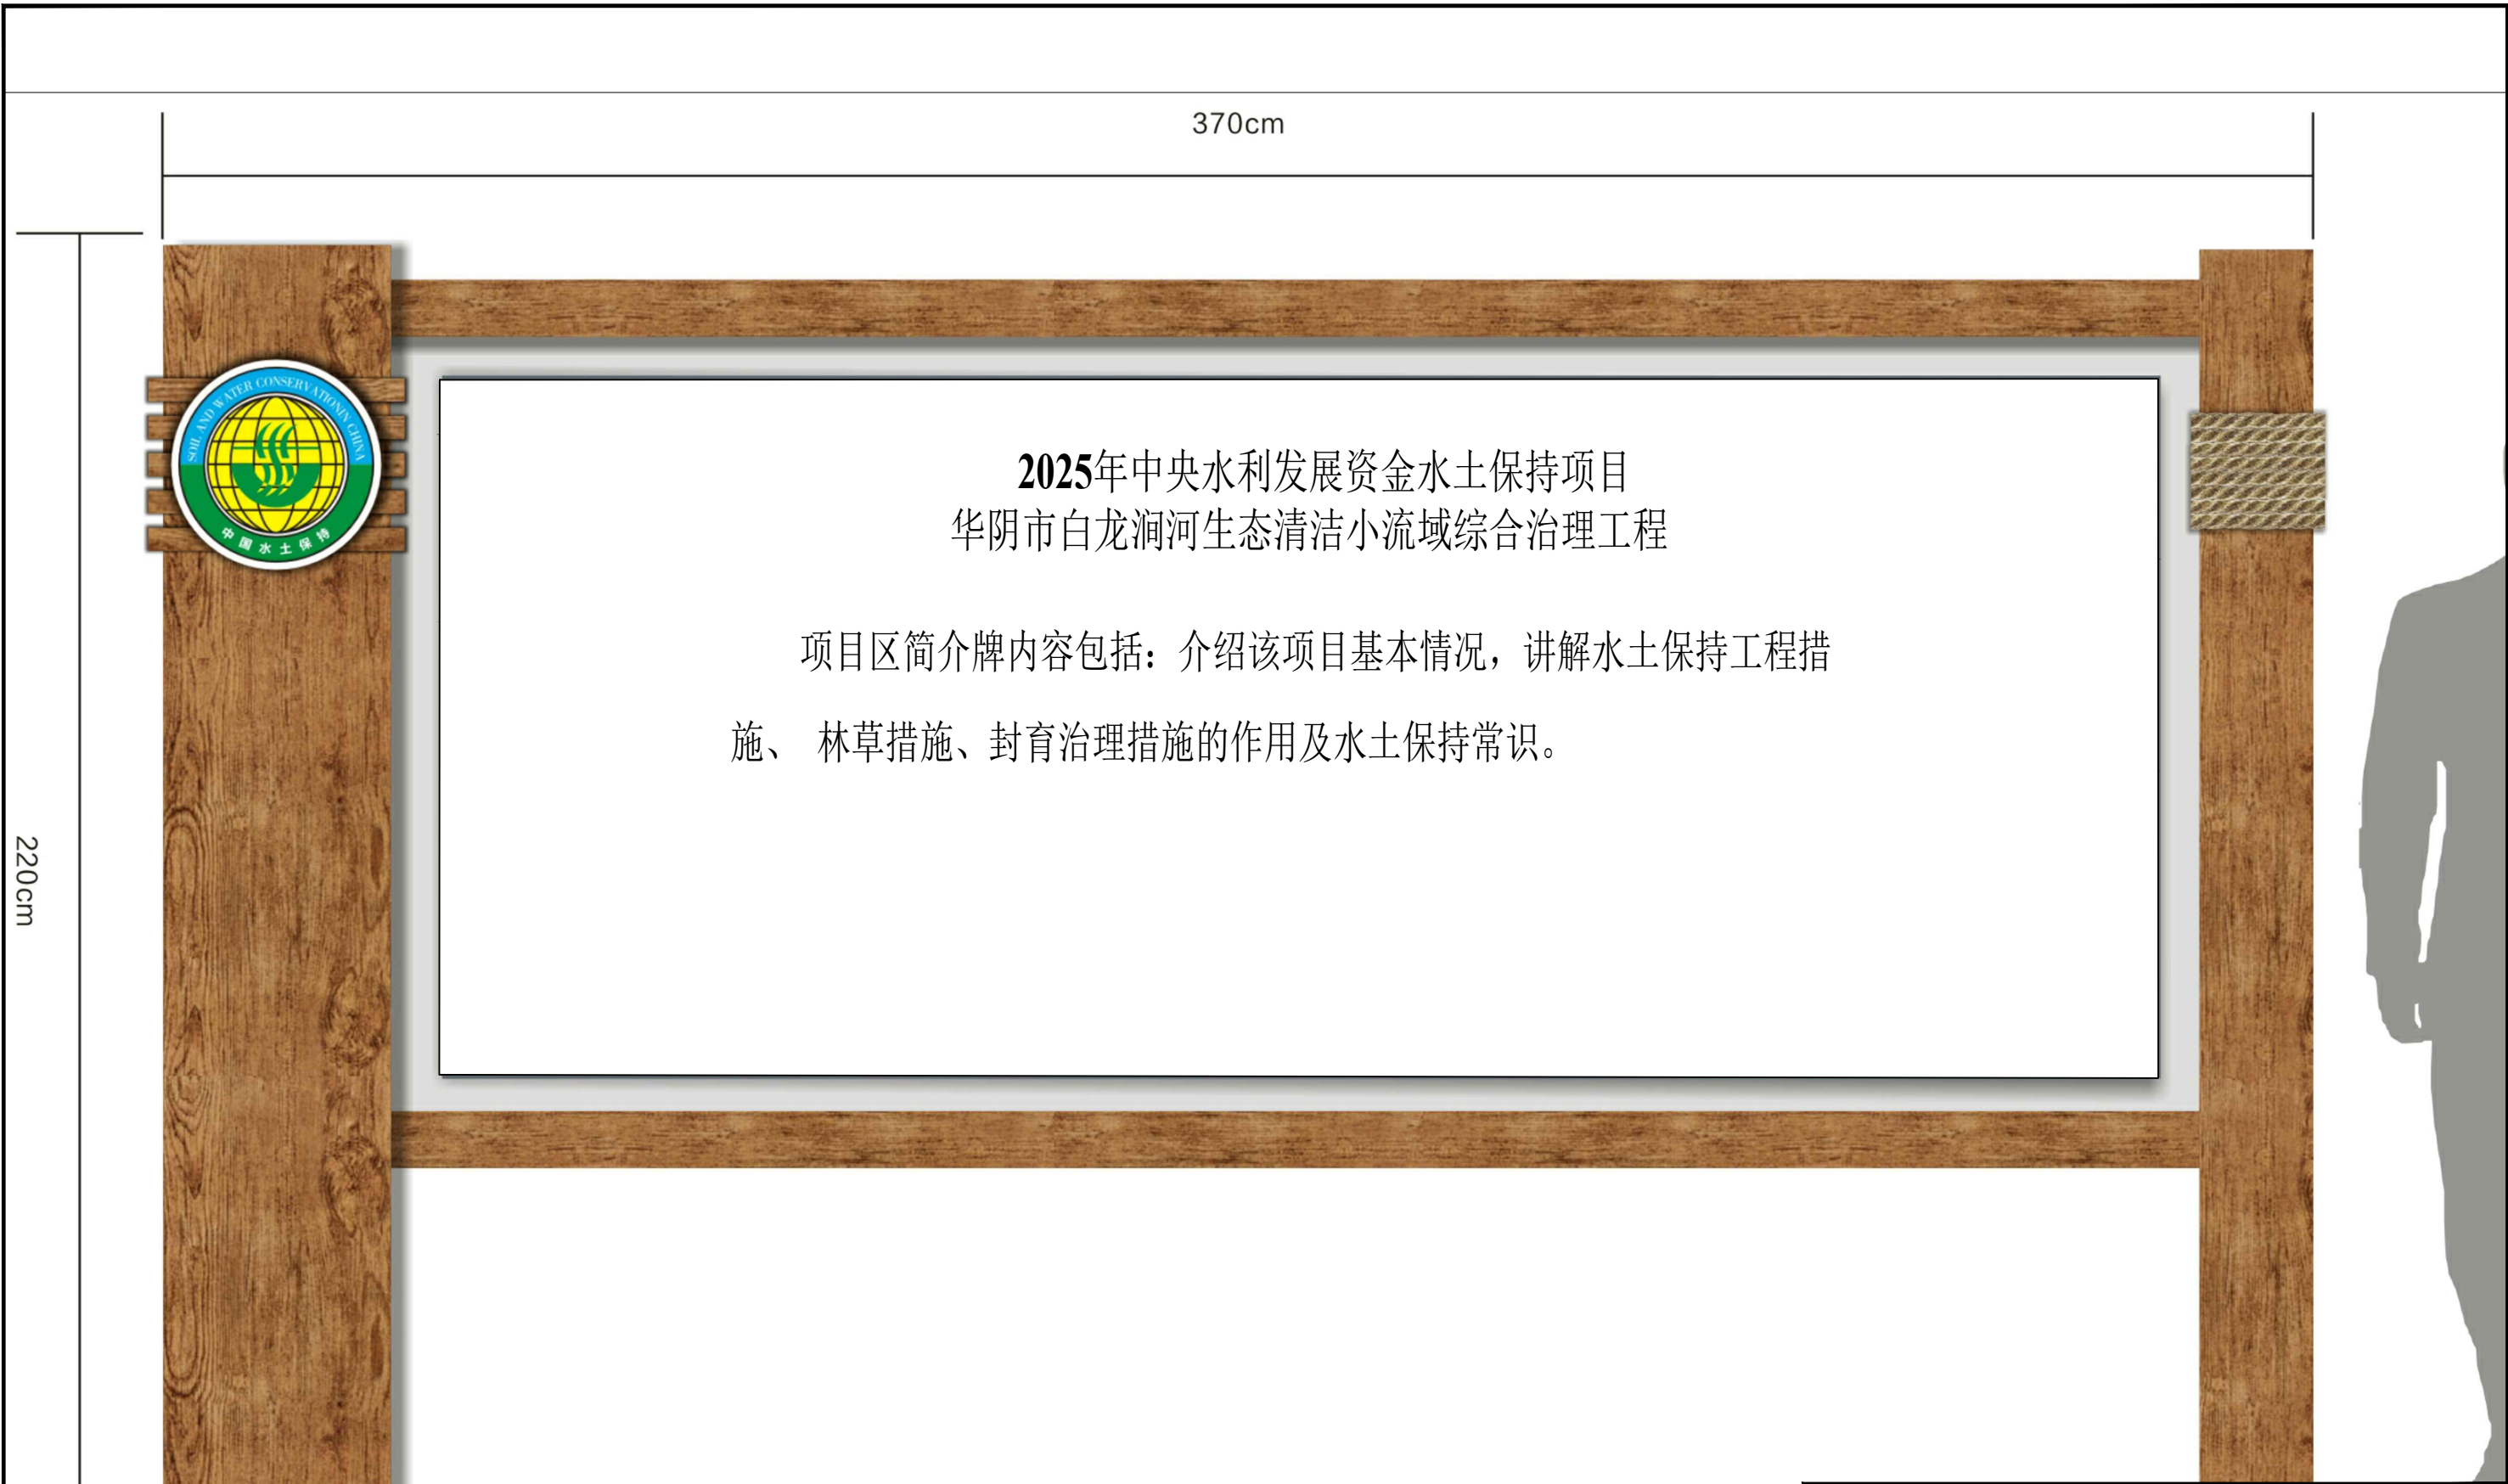 370cm
220cm
SOIL AND WATER CONSERVATIONIN CHINA
中国水土保持
2025年中央水利发展资金水土保持项目
华阴市白龙涧河生态清洁小流域综合治理工程
项目区简介牌内容包括：介绍该项目基本情况，讲解水土保持工程措
施、 林草措施、封育治理措施的作用及水土保持常识。